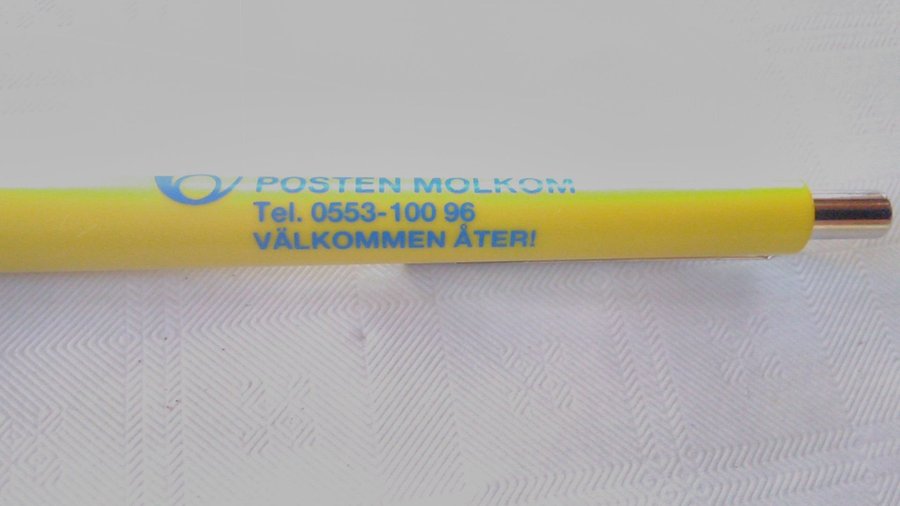 POSTEN MOLKOM
Tel. 0553-100 96
VÄLKOMMEN ÅTER!